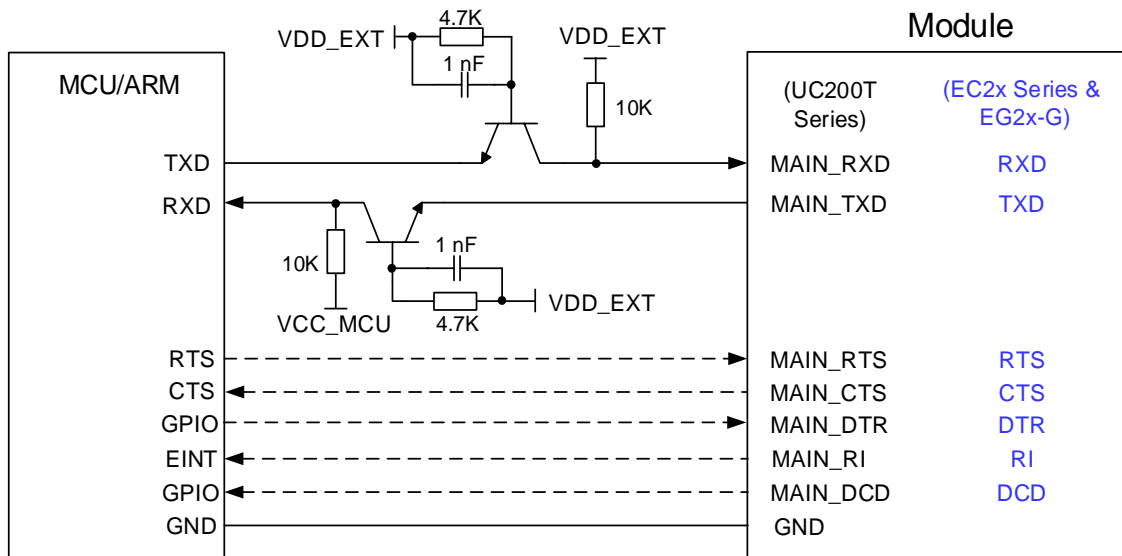 4.7K
Module
VDD_EXT
VDD_EXT
1 nF
MCU/ARM
(UC200T
Series)
(EC2x Series &
EG2x-G)
10K
TXD
MAIN_RXD
RXD
RXD
MAIN_TXD
TXD
1 nF
10K
VDD_EXT
VCC_MCU
4.7K
RTS
MAIN_RTS
RTS
CTS
MAIN_CTS
CTS
GPIO
MAIN_DTR
DTR
EINT
MAIN_RI
RI
GPIO
MAIN_DCD
DCD
GND
GND